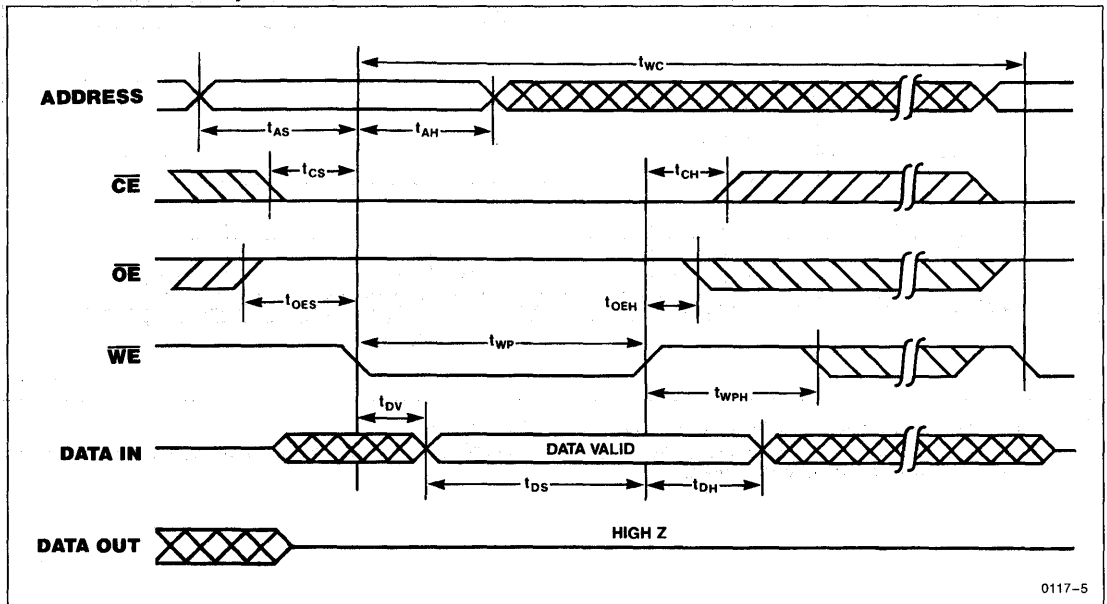 tWC
ADDRESS
tAS
tAH
tCS
tCH
CE
OE
tOES
tOEH
tWP
WE
tWPH
tDV
DATA IN
DATA VALID
tDS
tDH
DATA OUT
HIGH Z
0117–5